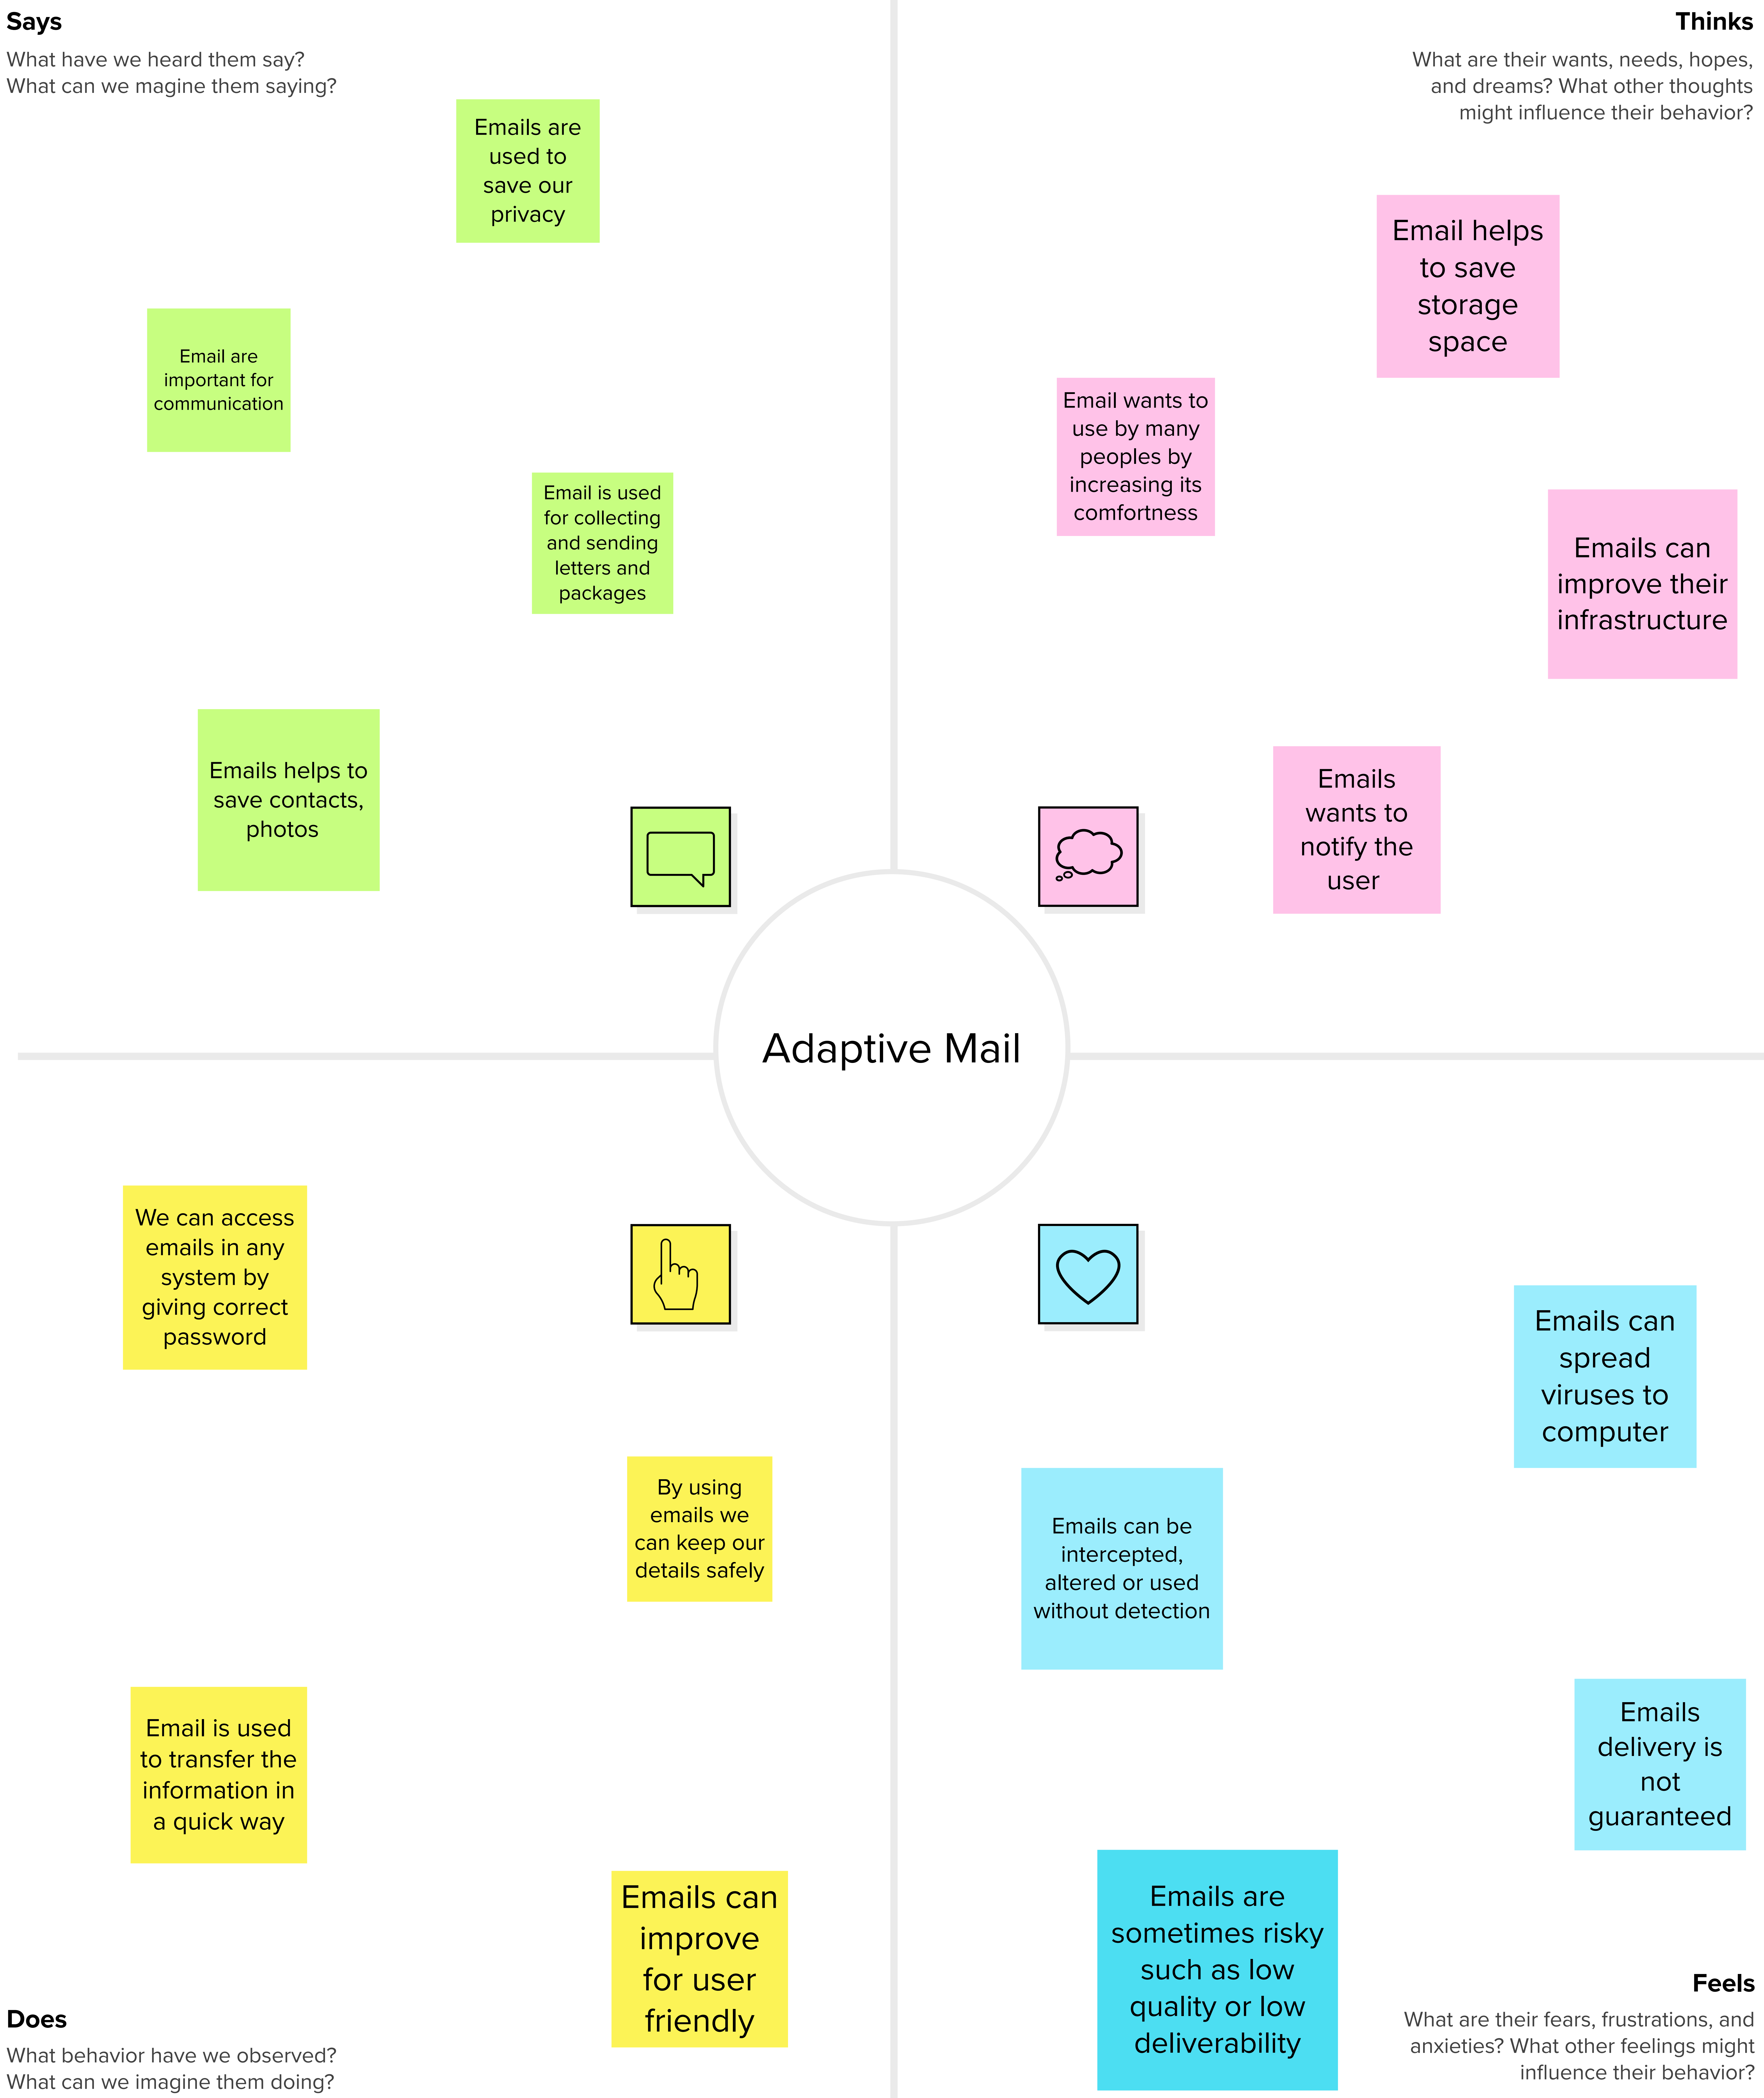 Says
What have we heard them say?
What can we magine them saying?
Emails are
used to
save our
privacy
Email are
important for
communication
Email is used
for collecting
and sending
letters and
packages
Emails helps to
save contacts,
photos
Thinks
What are their wants, needs, hopes,
and dreams? What other thoughts
might influence their behavior?
Email helps
to save
storage
space
Email wants to
use by many
peoples by
increasing its
comfortness
Emails can
improve their
infrastructure
Emails
wants to
notify the
user
Adaptive Mail
We can access
emails in any
system by
giving correct
password
By using
emails we
can keep our
details safely
Email is used
to transfer the
information in
a quick way
Emails can
improve
for user
friendly
Does
What behavior have we observed?
What can we imagine them doing?
Emails can
spread
viruses to
computer
Emails can be
intercepted,
altered or used
without detection
Emails
delivery is
not
guaranteed
Emails are
sometimes risky
such as low
quality or low
deliverability
Feels
What are their fears, frustrations, and
anxieties? What other feelings might
influence their behavior?